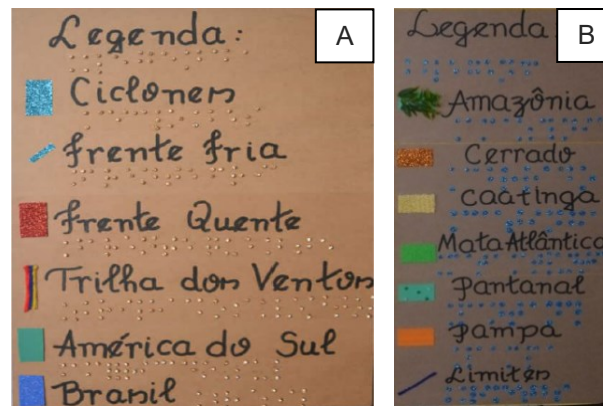 A
Legenda:
Ciclones
frente fria
frente Quente
Trilha dos Ventos
América do Sul
Brasil
B
Legenda
Amazônia
Cerrado
Caâtinga
Mata Atlântica
Pantanal
Pampa
Limites